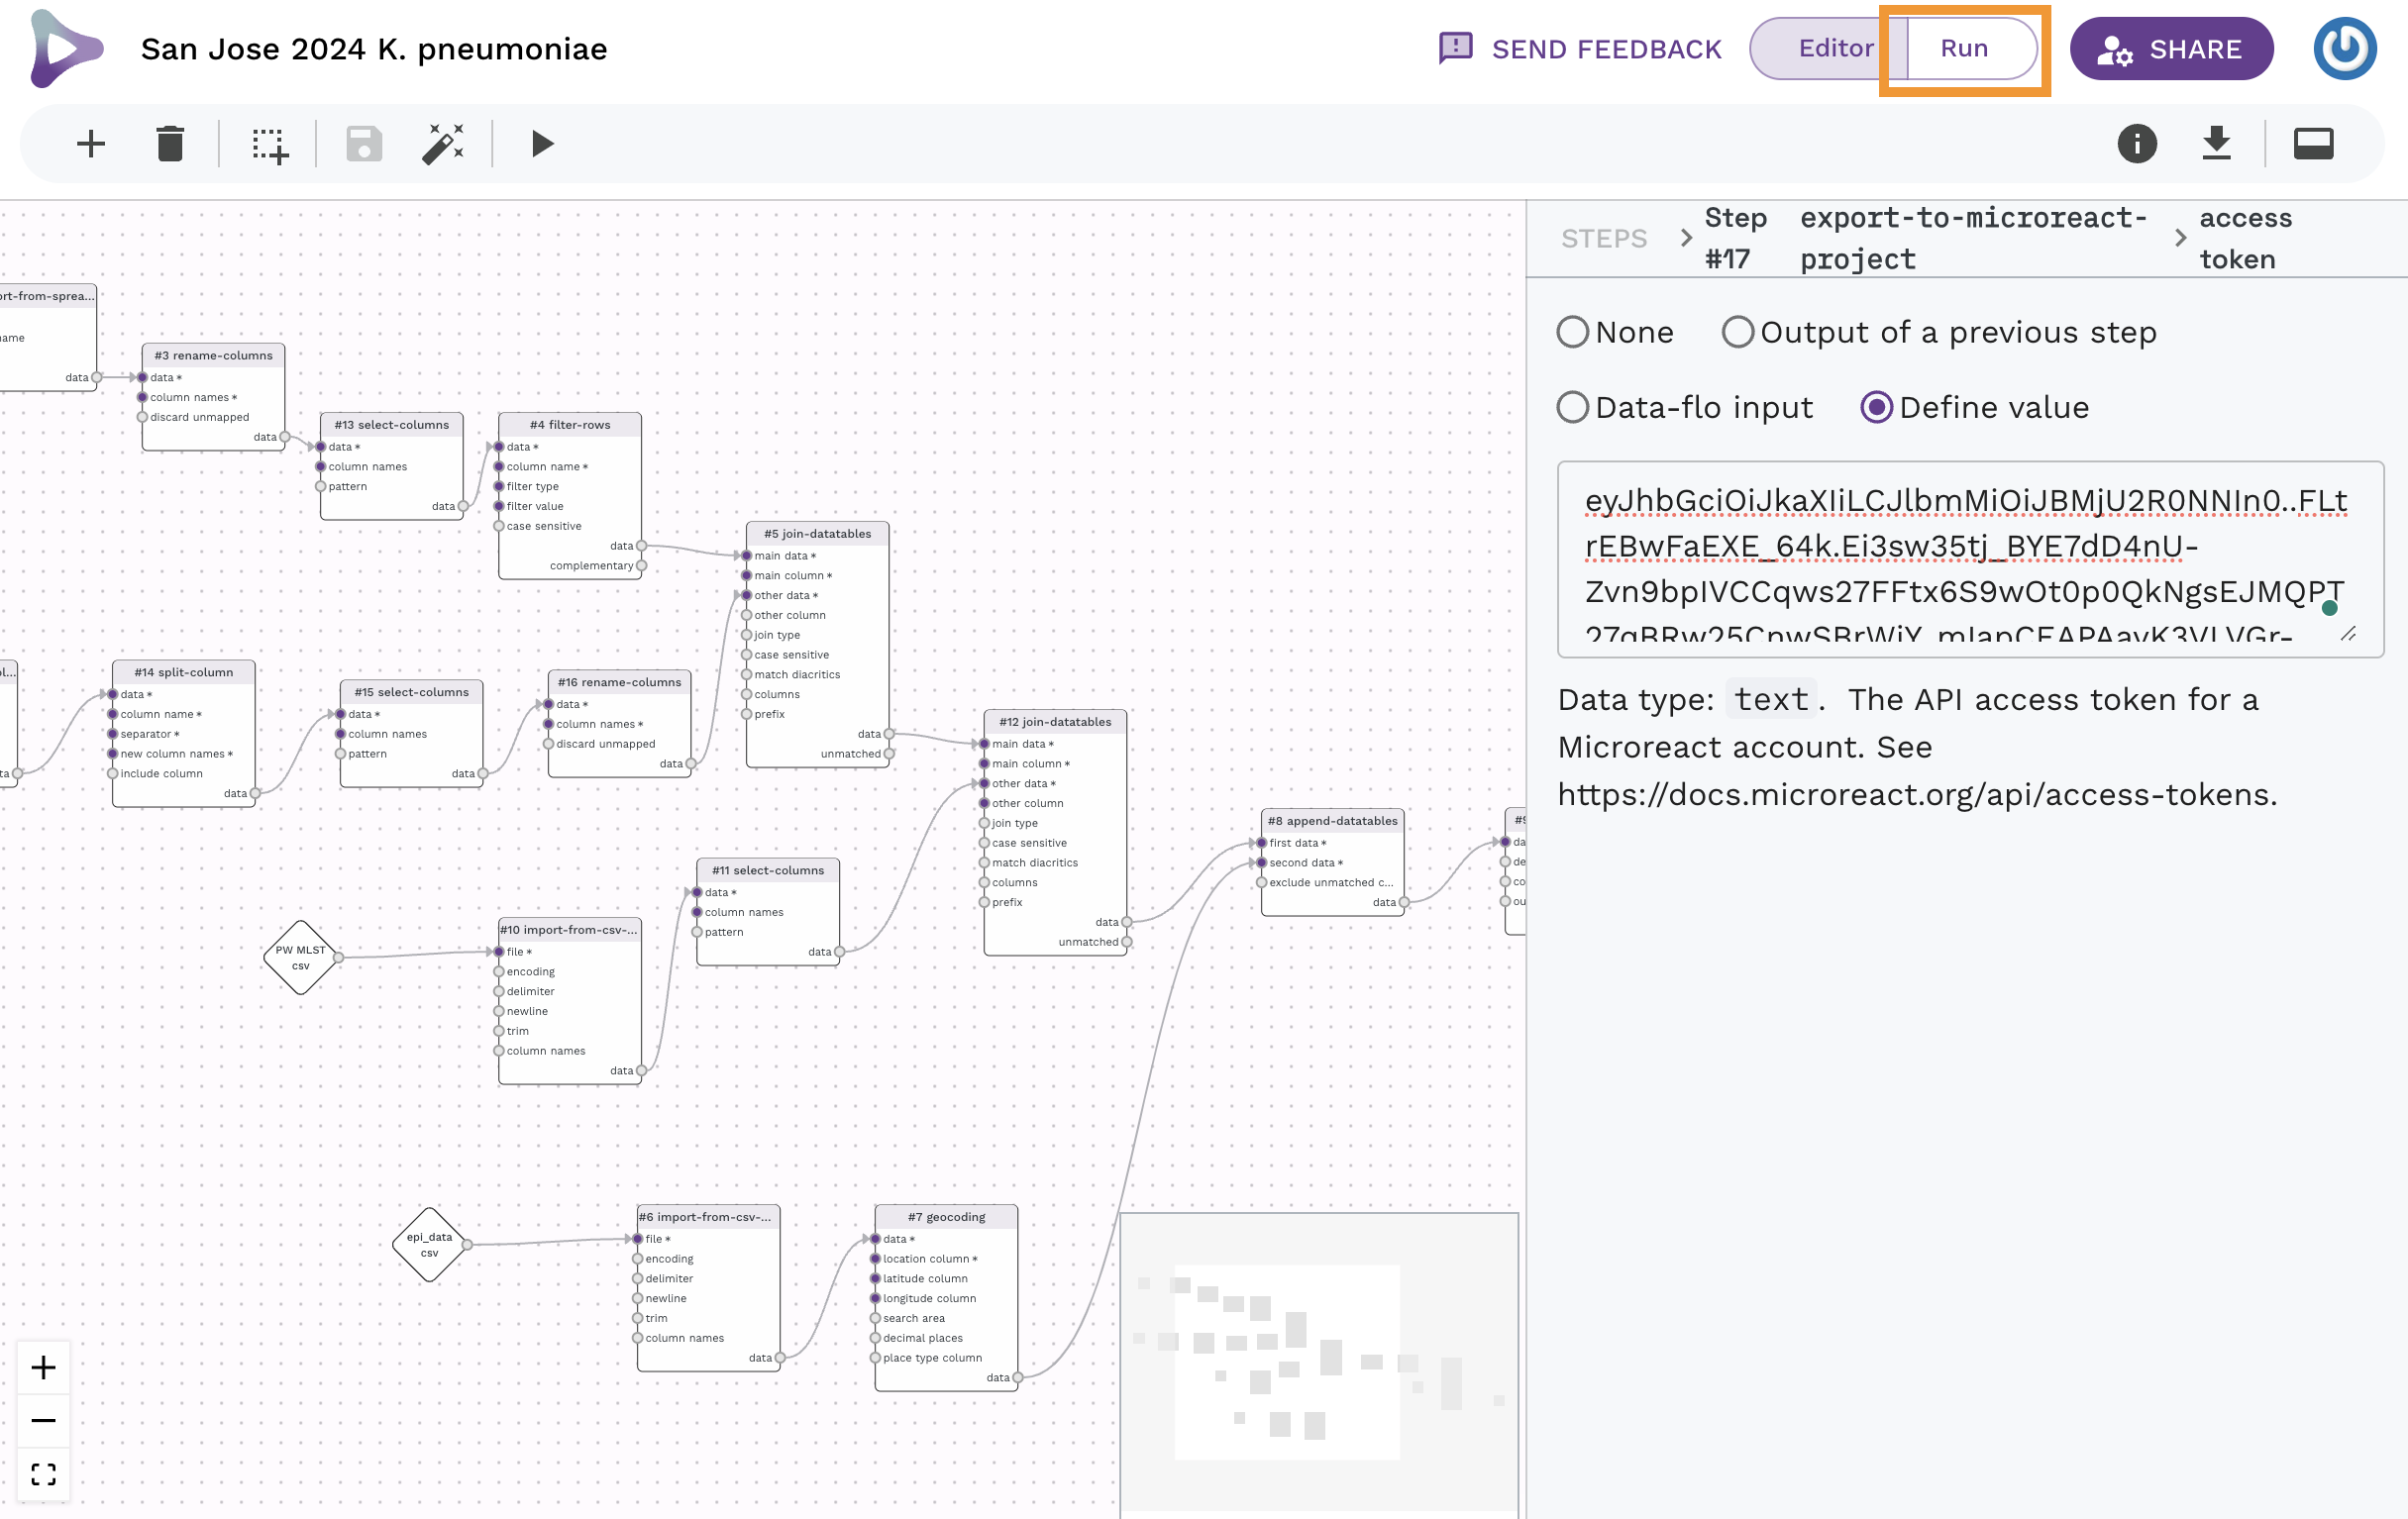 San Jose 2024 K. pneumoniae
SEND FEEDBACK
Editor
Run
SHARE
STEPS
Step #17
export-to-microreact-project
access token
None
Output of a previous step
Data-flo input
Define value
eyJhbGciOiJkaXIiLCJlbmMiOiJBMjU2R0NNIn0..FLt
rEBwFaEXE_64k.Ei3sw35tj_BYE7dD4nU-
Zvn9bpIVCCqws27FFtx6S9wOt0p0QkNgsEJMQPT
Data type: text. The API access token for a
Microreact account. See
https://docs.microreact.org/api/access-tokens.
ort-from-sprea...
ame
data
#3 rename-columns
data *
column names *
discard unmapped
data
#13 select-columns
data *
column names
pattern
data
#4 filter-rows
data *
column name *
filter type
filter value
case sensitive
data
complementary
#5 join-datatables
main data *
main column *
other data *
other column
join type
case sensitive
match diacritics
columns
prefix
data
unmatched
#14 split-column
data *
column name *
separator *
new column names *
include column
data
#15 select-columns
data *
column names
pattern
data
#16 rename-columns
data *
column names *
discard unmapped
data
#12 join-datatables
main data *
main column *
other data *
other column
join type
case sensitive
match diacritics
columns
prefix
data
unmatched
#8 append-datatables
first data *
second data *
exclude unmatched c...
data
#11 select-columns
data *
column names
pattern
data
PW MLST
csv
#10 import-from-csv-...
file *
encoding
delimiter
newline
trim
column names
data
epi_data
csv
#6 import-from-csv-...
file *
encoding
delimiter
newline
trim
column names
data
#7 geocoding
data *
location column *
latitude column
longitude column
search area
decimal places
place type column
data